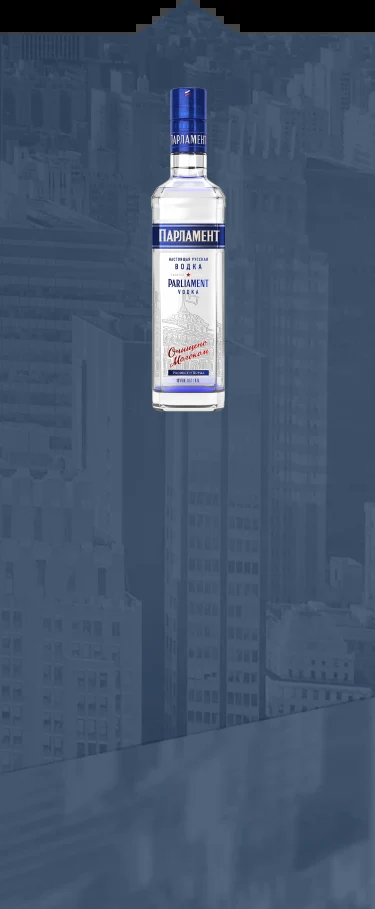 ПАРЛАМЕНТ
ПАРЛАМЕНТ
НАСТОЯЩАЯ РУССКАЯ
ВОДКА
PARLIAMENT
VODKA
Очищено
Молоком